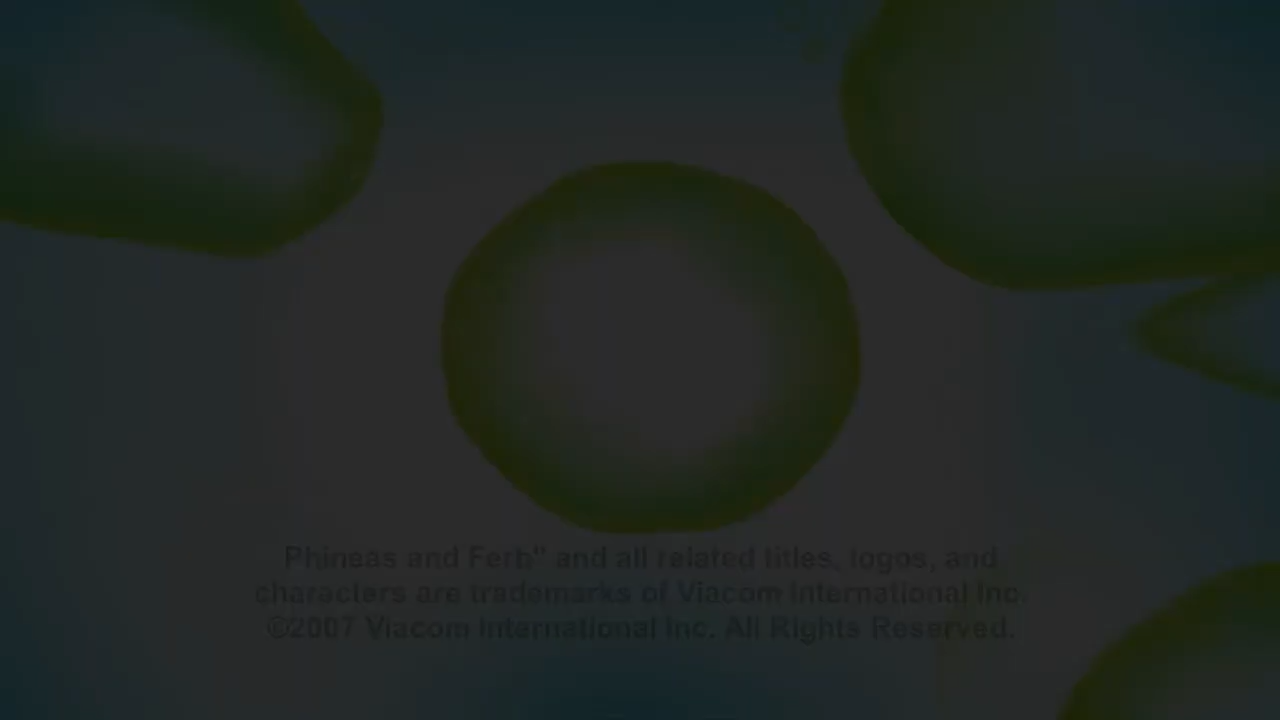 Phineas and Ferb" and all related titles, logos, and
characters are trademarks of Viacom International Inc.
©2007 Viacom International Inc. All Rights Reserved.